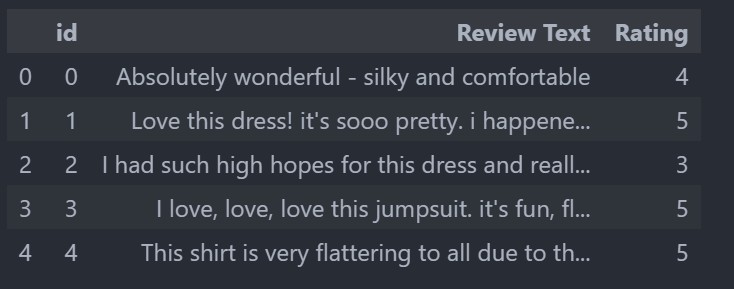 id Review Text Rating
0 0 Absolutely wonderful - silky and comfortable 4
1 1 Love this dress! it's sooo pretty. i happene... 5
2 2 I had such high hopes for this dress and reall... 3
3 3 I love, love, love this jumpsuit. it's fun, fl... 5
4 4 This shirt is very flattering to all due to th... 5